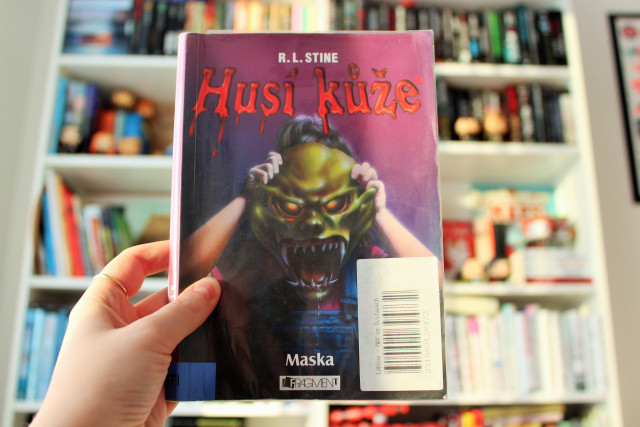 R. L. STINE
Husí kůže
Maska
FRAGMENT